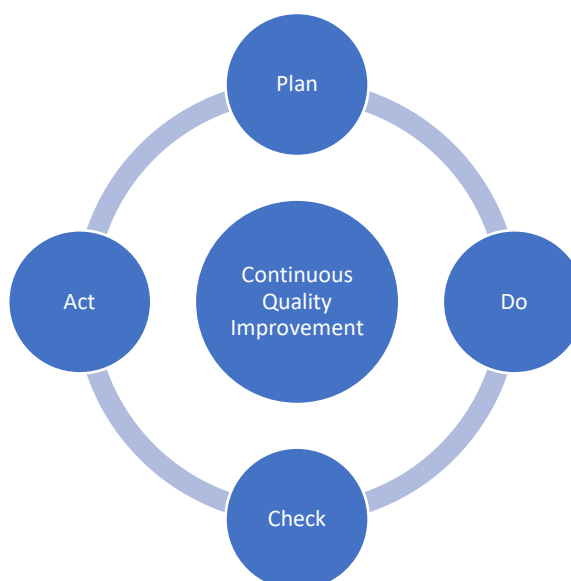 Plan
Continuous
Quality
Improvement
Act
Do
Check